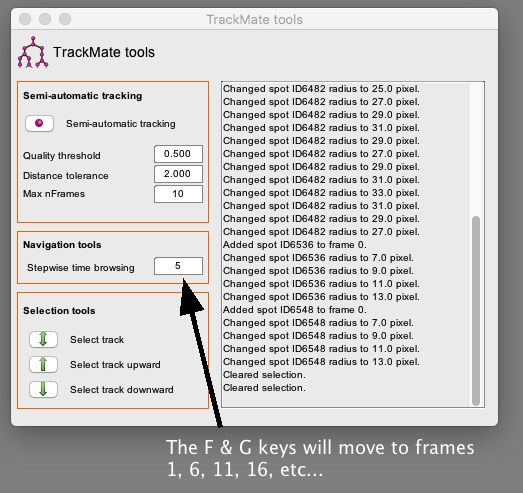 TrackMate tools
TrackMate tools
Semi-automatic tracking
Semi-automatic tracking
Quality threshold 0.500
Distance tolerance 2.000
Max nFrames 10
Navigation tools
Stepwise time browsing 5
Selection tools
Select track
Select track upward
Select track downward
Changed spot ID6482 radius to 25.0 pixel.
Changed spot ID6482 radius to 27.0 pixel.
Changed spot ID6482 radius to 29.0 pixel.
Changed spot ID6482 radius to 31.0 pixel.
Changed spot ID6482 radius to 29.0 pixel.
Changed spot ID6482 radius to 27.0 pixel.
Changed spot ID6482 radius to 29.0 pixel.
Changed spot ID6482 radius to 31.0 pixel.
Changed spot ID6482 radius to 33.0 pixel.
Changed spot ID6482 radius to 31.0 pixel.
Changed spot ID6482 radius to 29.0 pixel.
Changed spot ID6482 radius to 27.0 pixel.
Added spot ID6536 to frame 0.
Changed spot ID6536 radius to 7.0 pixel.
Changed spot ID6536 radius to 9.0 pixel.
Changed spot ID6536 radius to 11.0 pixel.
Changed spot ID6536 radius to 13.0 pixel.
Added spot ID6548 to frame 0.
Changed spot ID6548 radius to 7.0 pixel.
Changed spot ID6548 radius to 9.0 pixel.
Changed spot ID6548 radius to 11.0 pixel.
Changed spot ID6548 radius to 13.0 pixel.
Cleared selection.
Cleared selection.
The F & G keys will move to frames
1, 6, 11, 16, etc...